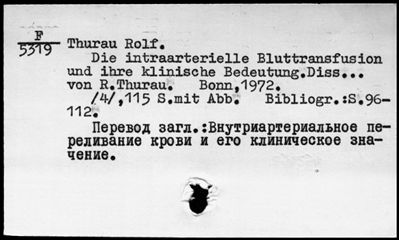 F
5319
Thurau Rolf.
Die intraarterielle Bluttransfusion
und ihre klinische Bedeutung.Diss...
von R.Thurau. Bonn,1972.
/4/,115 S.mit Abb. Bibliogr.:S.96-
112.
Перевод загл.:Внутриартериальное пе-
реливание крови и его клиническое зна-
чение.